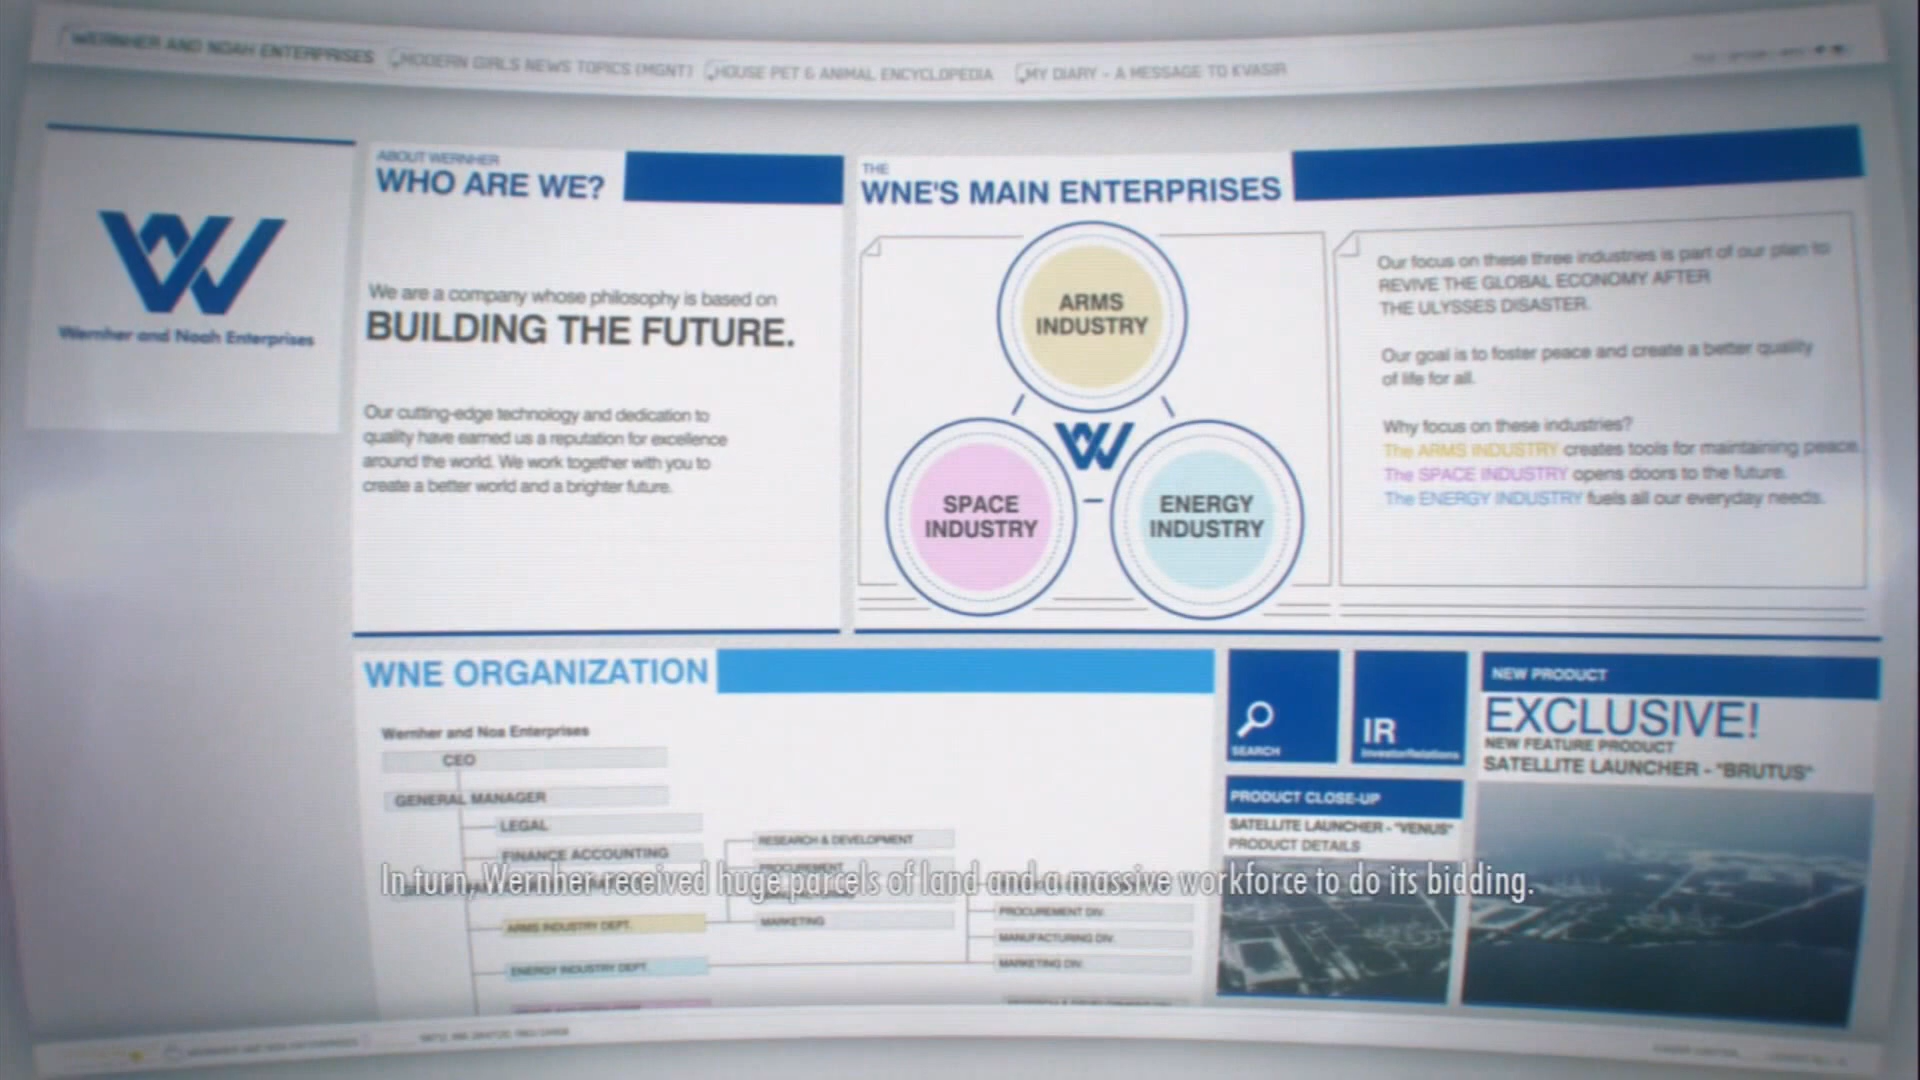 WERNHER AND NOAH ENTERPRISES
MODERN GIRLS NEWS TOPICS (MGNT)
HOUSE PET & ANIMAL ENCYCLOPEDIA
MY DIARY - A MESSAGE TO KVASIR
Wernher and Noah Enterprises
ABOUT WERNHER
WHO ARE WE?
We are a company whose philosophy is based on
BUILDING THE FUTURE.
Our cutting-edge technology and dedication to
quality have earned us a reputation for excellence
around the world. We work together with you to
create a better world and a brighter future.
THE
WNE'S MAIN ENTERPRISES
ARMS
INDUSTRY
SPACE
INDUSTRY
ENERGY
INDUSTRY
Our focus on these three industries is part of our plan to
REVIVE THE GLOBAL ECONOMY AFTER
THE ULYSSES DISASTER.
Our goal is to foster peace and create a better quality
of life for all.
Why focus on these industries?
The ARMS INDUSTRY creates tools for maintaining peace.
The SPACE INDUSTRY opens doors to the future.
The ENERGY INDUSTRY fuels all our everyday needs.
WNE ORGANIZATION
Wernher and Noa Enterprises
CEO
GENERAL MANAGER
LEGAL
FINANCE ACCOUNTING
ARMS INDUSTRY DEPT.
ENERGY INDUSTRY DEPT.
RESEARCH & DEVELOPMENT
PROCUREMENT
MARKETING
PROCUREMENT DIV.
MANUFACTURING DIV.
MARKETING DIV.
SEARCH
IR
InvestorRelations
PRODUCT CLOSE-UP
SATELLITE LAUNCHER - "VENUS"
PRODUCT DETAILS
NEW PRODUCT
EXCLUSIVE!
NEW FEATURE PRODUCT
SATELLITE LAUNCHER - "BRUTUS"
In turn, Wernher received huge parcels of land and a massive workforce to do its bidding.